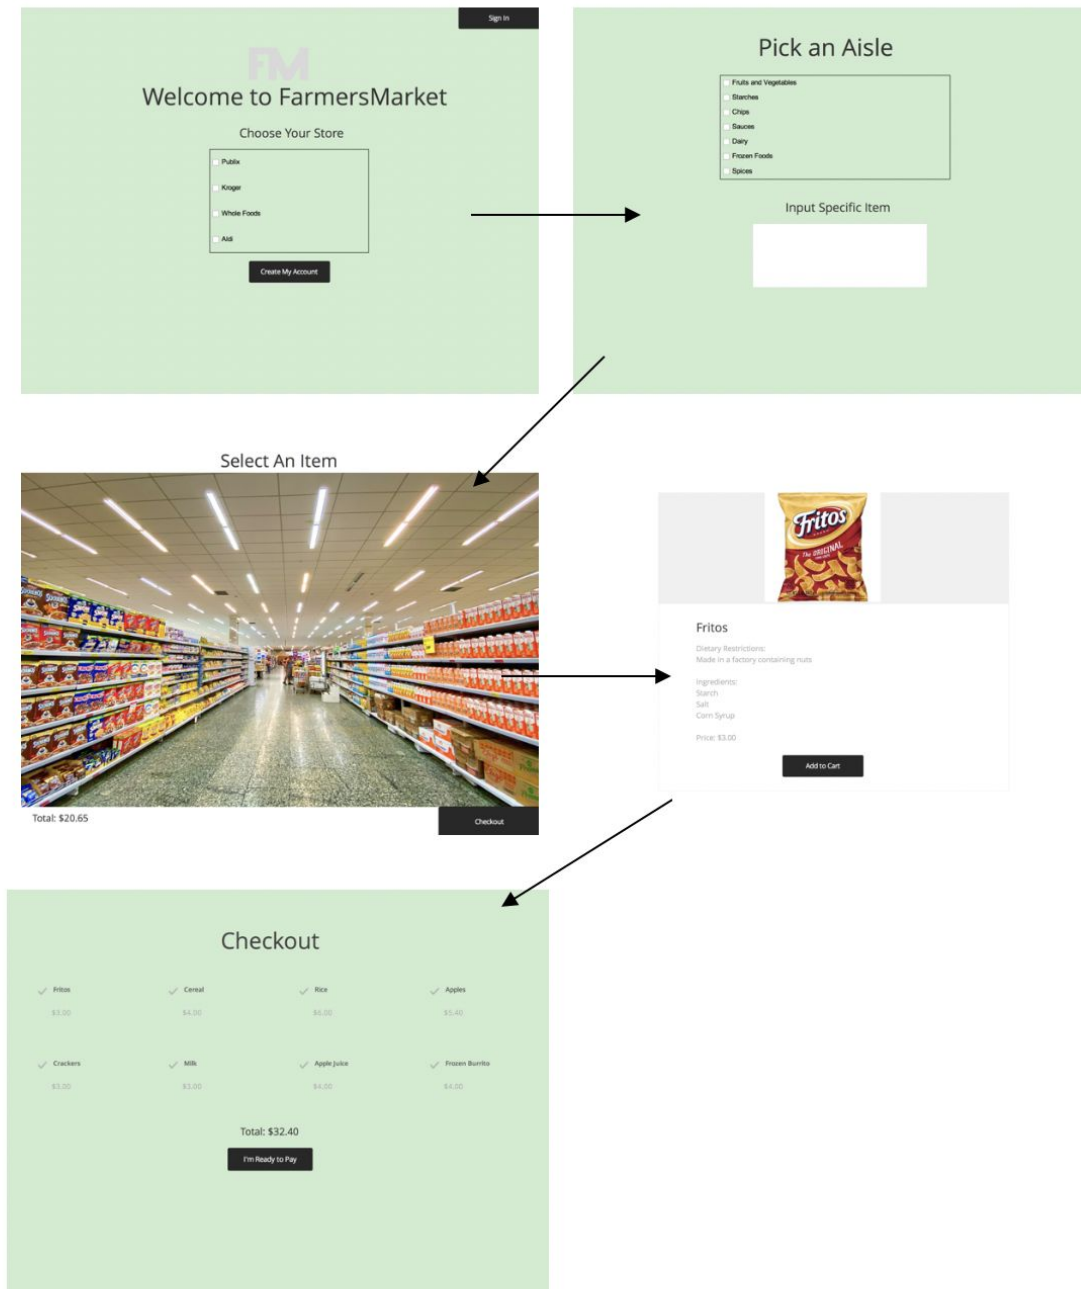 Sign In
FM
Welcome to FarmersMarket
Choose Your Store
Publix
Kroger
Whole Foods
Aldi
Create My Account
Pick an Aisle
Fruits and Vegetables
Starches
Chips
Sauces
Dairy
Frozen Foods
Spices
Input Specific Item
Select An Item
Total: $20.65
Checkout
Fritos
The ORIGINAL
Fritos
Dietary Restrictions:
Made in a factory containing nuts
Ingredients:
Starch
Salt
Corn Syrup
Price: $3.00
Add to Cart
Checkout
Fritos Cereal Rice Apples
$3.00 $4.00 $6.00 $5.40
Crackers Milk Apple Juice Frozen Burrito
$3.00 $3.00 $4.00 $4.00
Total: $32.40
I'm Ready to Pay